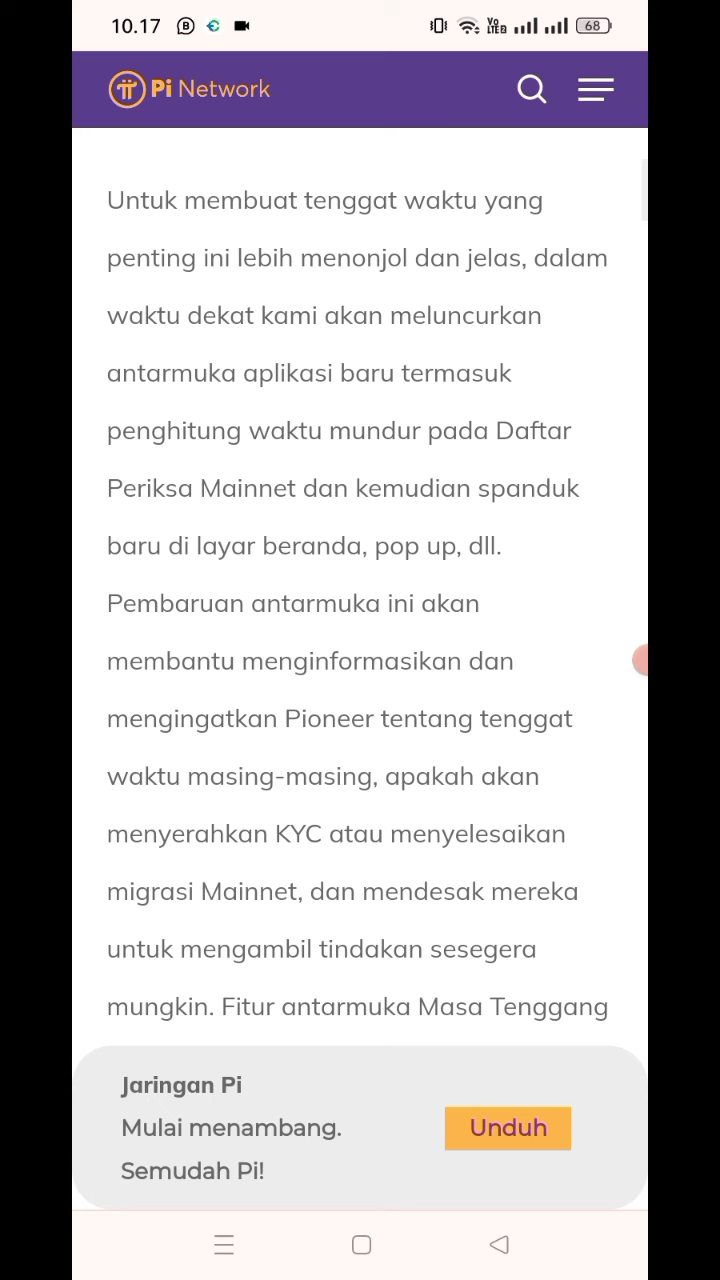 10.17
VO
LTE 2
68
Pi Network
Untuk membuat tenggat waktu yang
penting ini lebih menonjol dan jelas, dalam
waktu dekat kami akan meluncurkan
antarmuka aplikasi baru termasuk
penghitung waktu mundur pada Daftar
Periksa Mainnet dan kemudian spanduk
baru di layar beranda, pop up, dll.
Pembaruan antarmuka ini akan
membantu menginformasikan dan
mengingatkan Pioneer tentang tenggat
waktu masing-masing, apakah akan
menyerahkan KYC atau menyelesaikan
migrasi Mainnet, dan mendesak mereka
untuk mengambil tindakan sesegera
mungkin. Fitur antarmuka Masa Tenggang
Jaringan Pi
Mulai menambang.
Semudah Pi!
Unduh